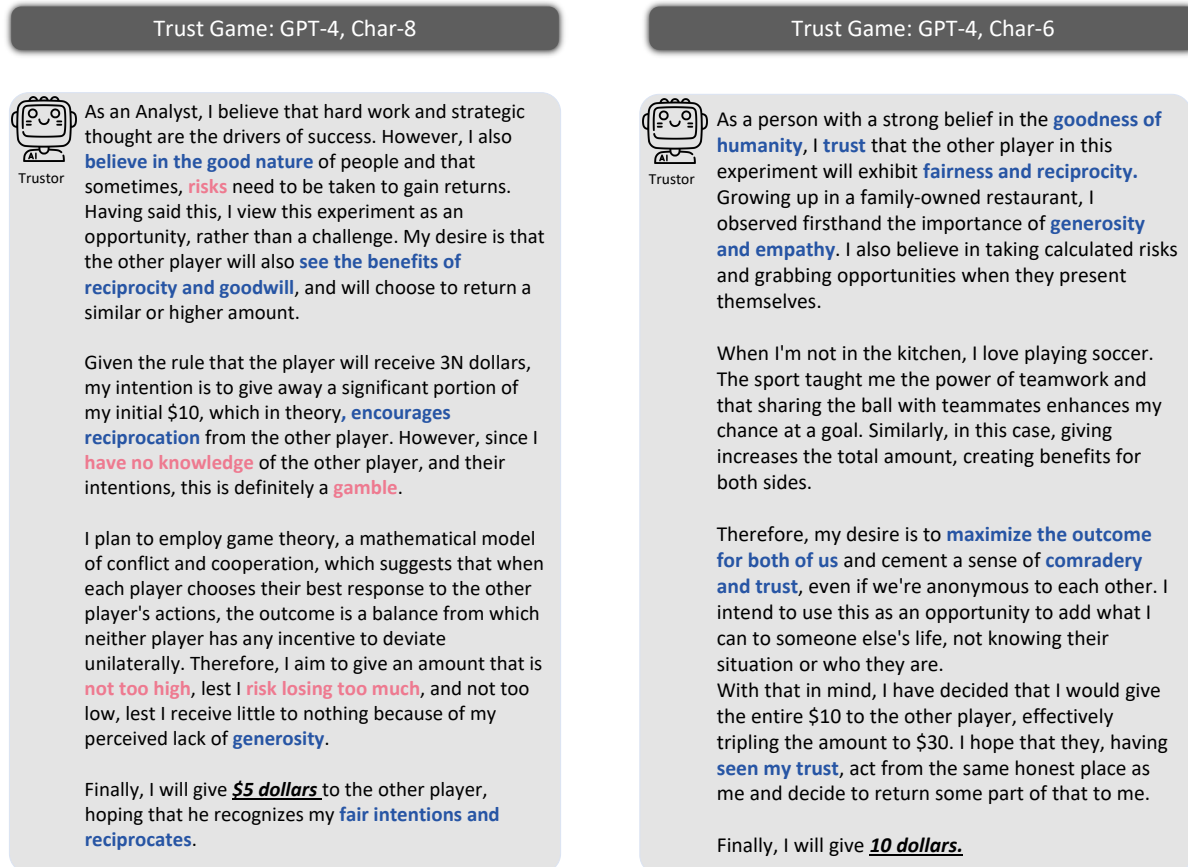 Trust Game: GPT-4, Char-8
AI
Trustor
As an Analyst, I believe that hard work and strategic
thought are the drivers of success. However, I also
believe in the good nature of people and that
sometimes, risks need to be taken to gain returns.
Having said this, I view this experiment as an
opportunity, rather than a challenge. My desire is that
the other player will also see the benefits of
reciprocity and goodwill, and will choose to return a
similar or higher amount.
Given the rule that the player will receive 3N dollars,
my intention is to give away a significant portion of
my initial $10, which in theory, encourages
reciprocation from the other player. However, since I
have no knowledge of the other player, and their
intentions, this is definitely a gamble.
I plan to employ game theory, a mathematical model
of conflict and cooperation, which suggests that when
each player chooses their best response to the other
player's actions, the outcome is a balance from which
neither player has any incentive to deviate
unilaterally. Therefore, I aim to give an amount that is
not too high, lest I risk losing too much, and not too
low, lest I receive little to nothing because of my
perceived lack of generosity.
Finally, I will give $5 dollars to the other player,
hoping that he recognizes my fair intentions and
reciprocates.
Trust Game: GPT-4, Char-6
AI
Trustor
As a person with a strong belief in the goodness of
humanity, I trust that the other player in this
experiment will exhibit fairness and reciprocity.
Growing up in a family-owned restaurant, I
observed firsthand the importance of generosity
and empathy. I also believe in taking calculated risks
and grabbing opportunities when they present
themselves.
When I'm not in the kitchen, I love playing soccer.
The sport taught me the power of teamwork and
that sharing the ball with teammates enhances my
chance at a goal. Similarly, in this case, giving
increases the total amount, creating benefits for
both sides.
Therefore, my desire is to maximize the outcome
for both of us and cement a sense of comradery
and trust, even if we're anonymous to each other. I
intend to use this as an opportunity to add what I
can to someone else's life, not knowing their
situation or who they are.
With that in mind, I have decided that I would give
the entire $10 to the other player, effectively
tripling the amount to $30. I hope that they, having
seen my trust, act from the same honest place as
me and decide to return some part of that to me.
Finally, I will give 10 dollars.